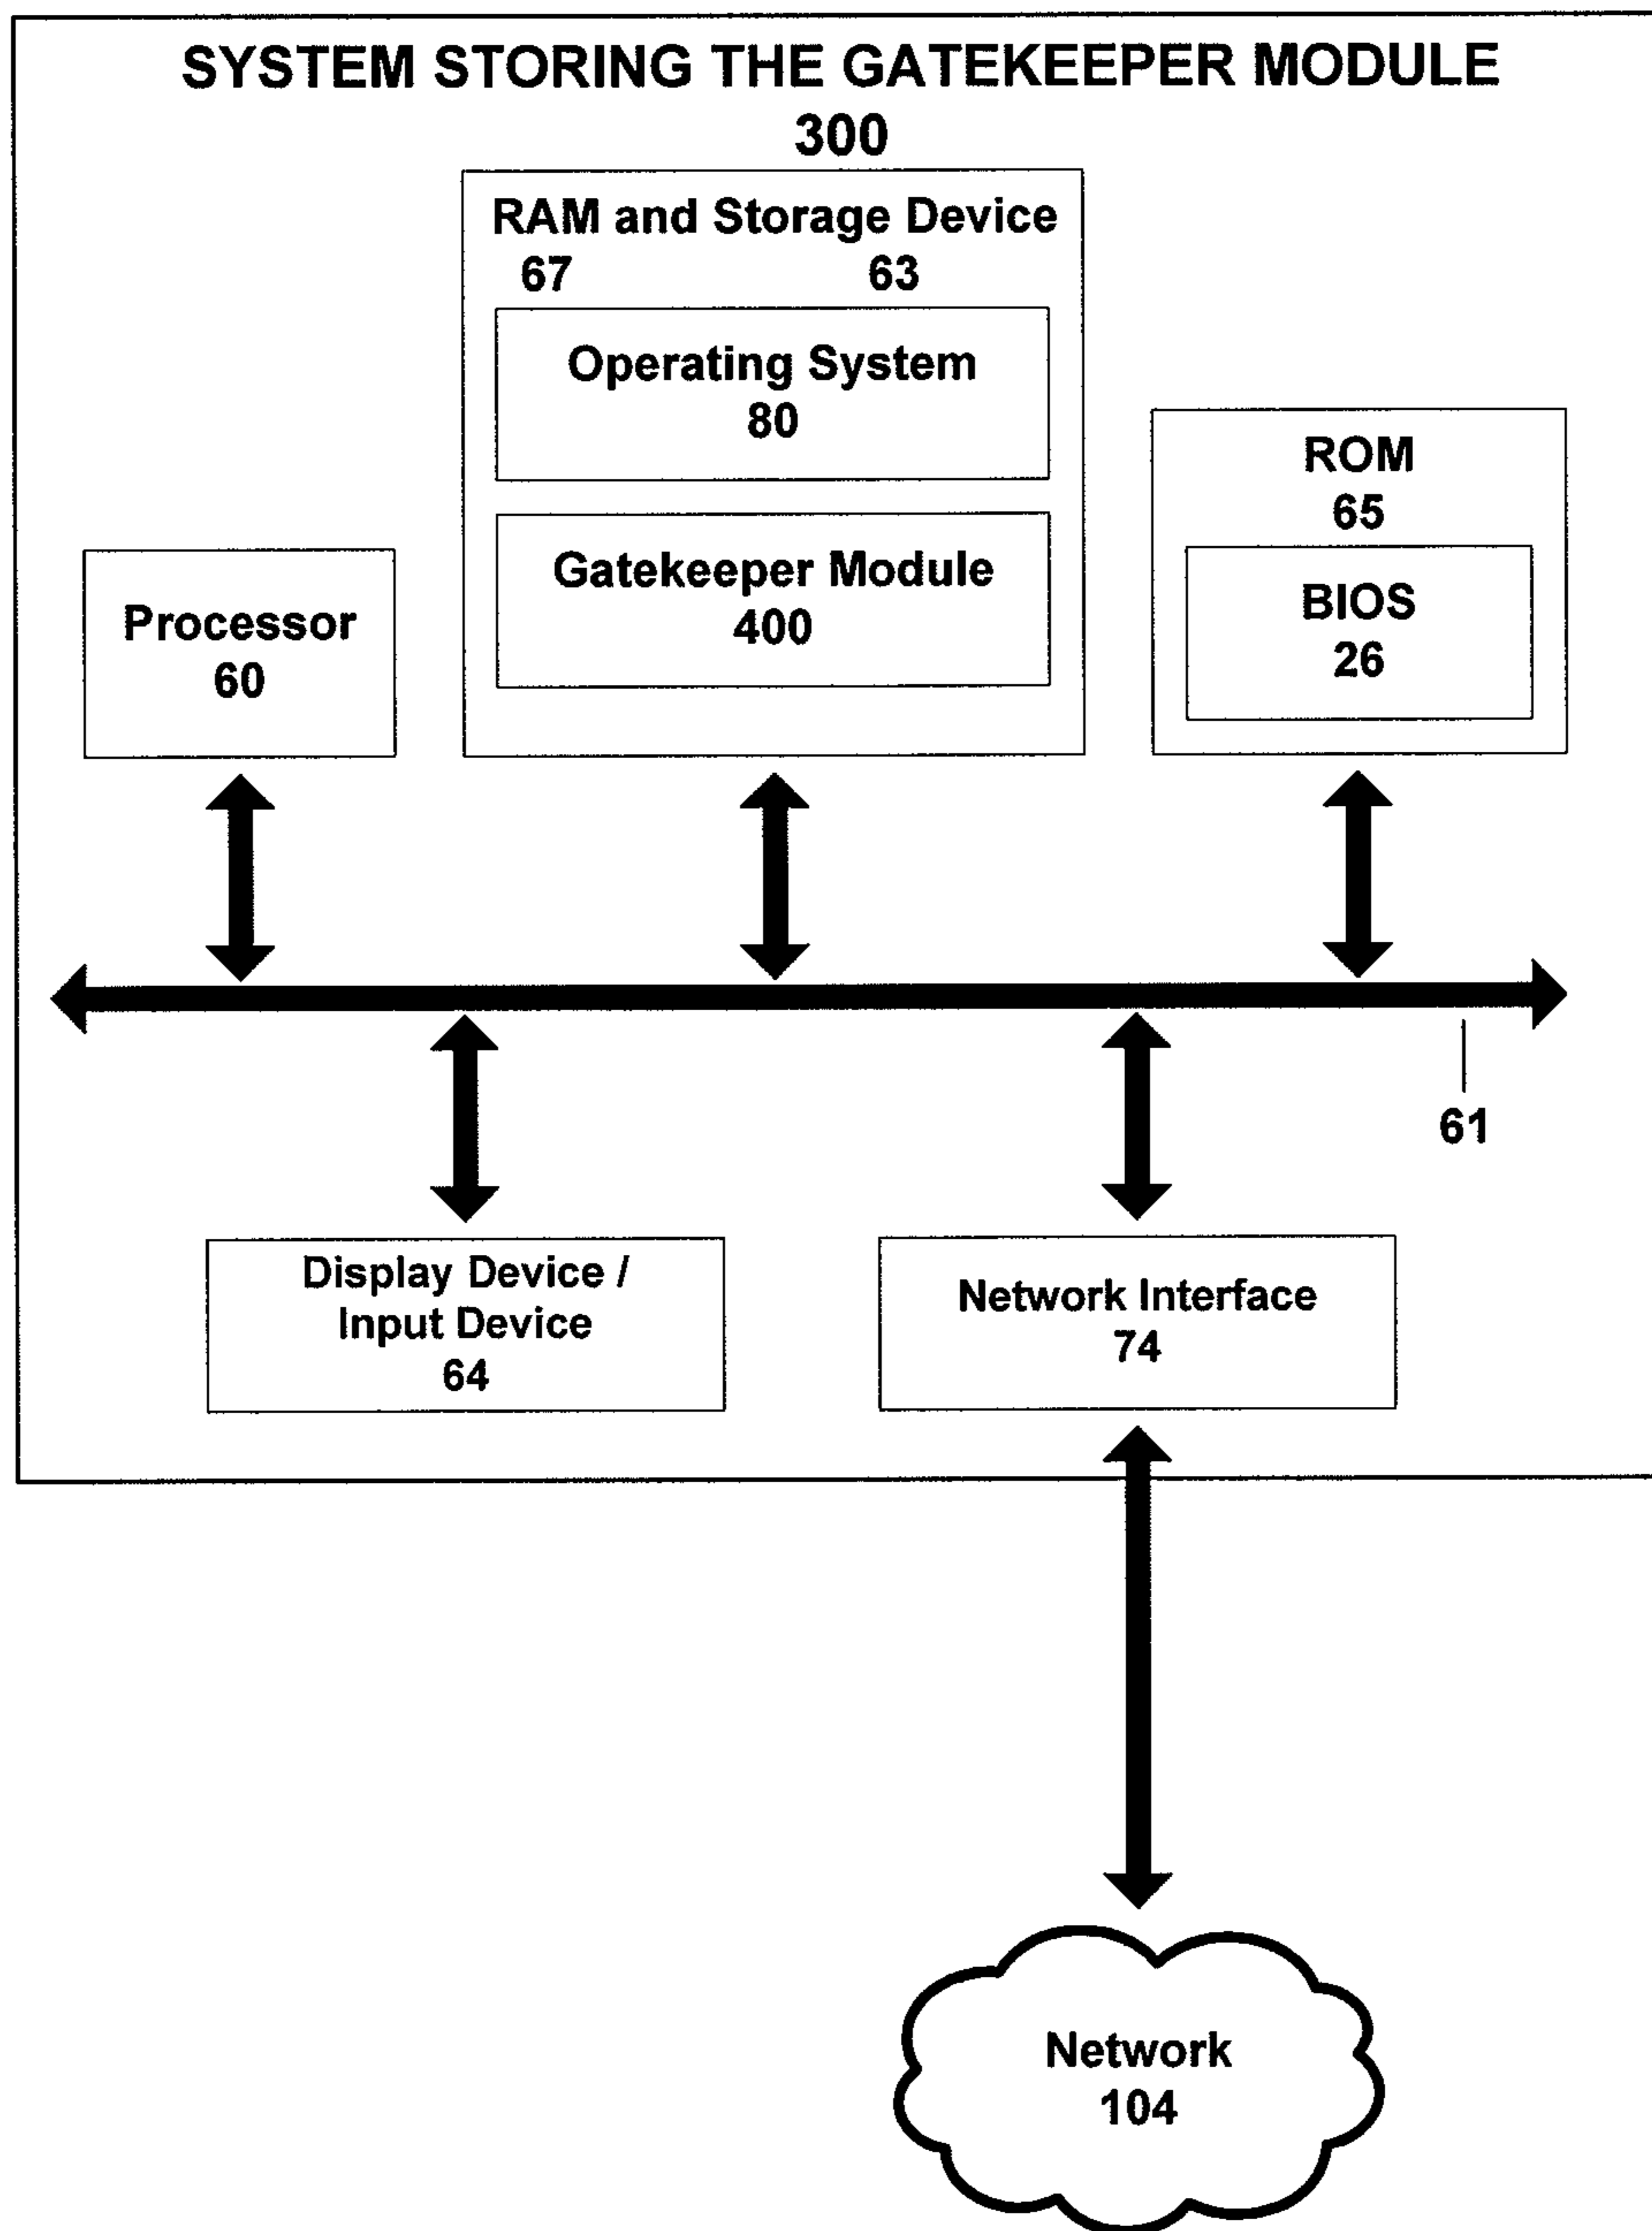 SYSTEM STORING THE GATEKEEPER MODULE
300
RAM and Storage Device
67 63
Operating System
80
Gatekeeper Module
400
ROM
65
BIOS
26
Processor
60
61
Display Device /
Input Device
64
Network Interface
74
Network
104